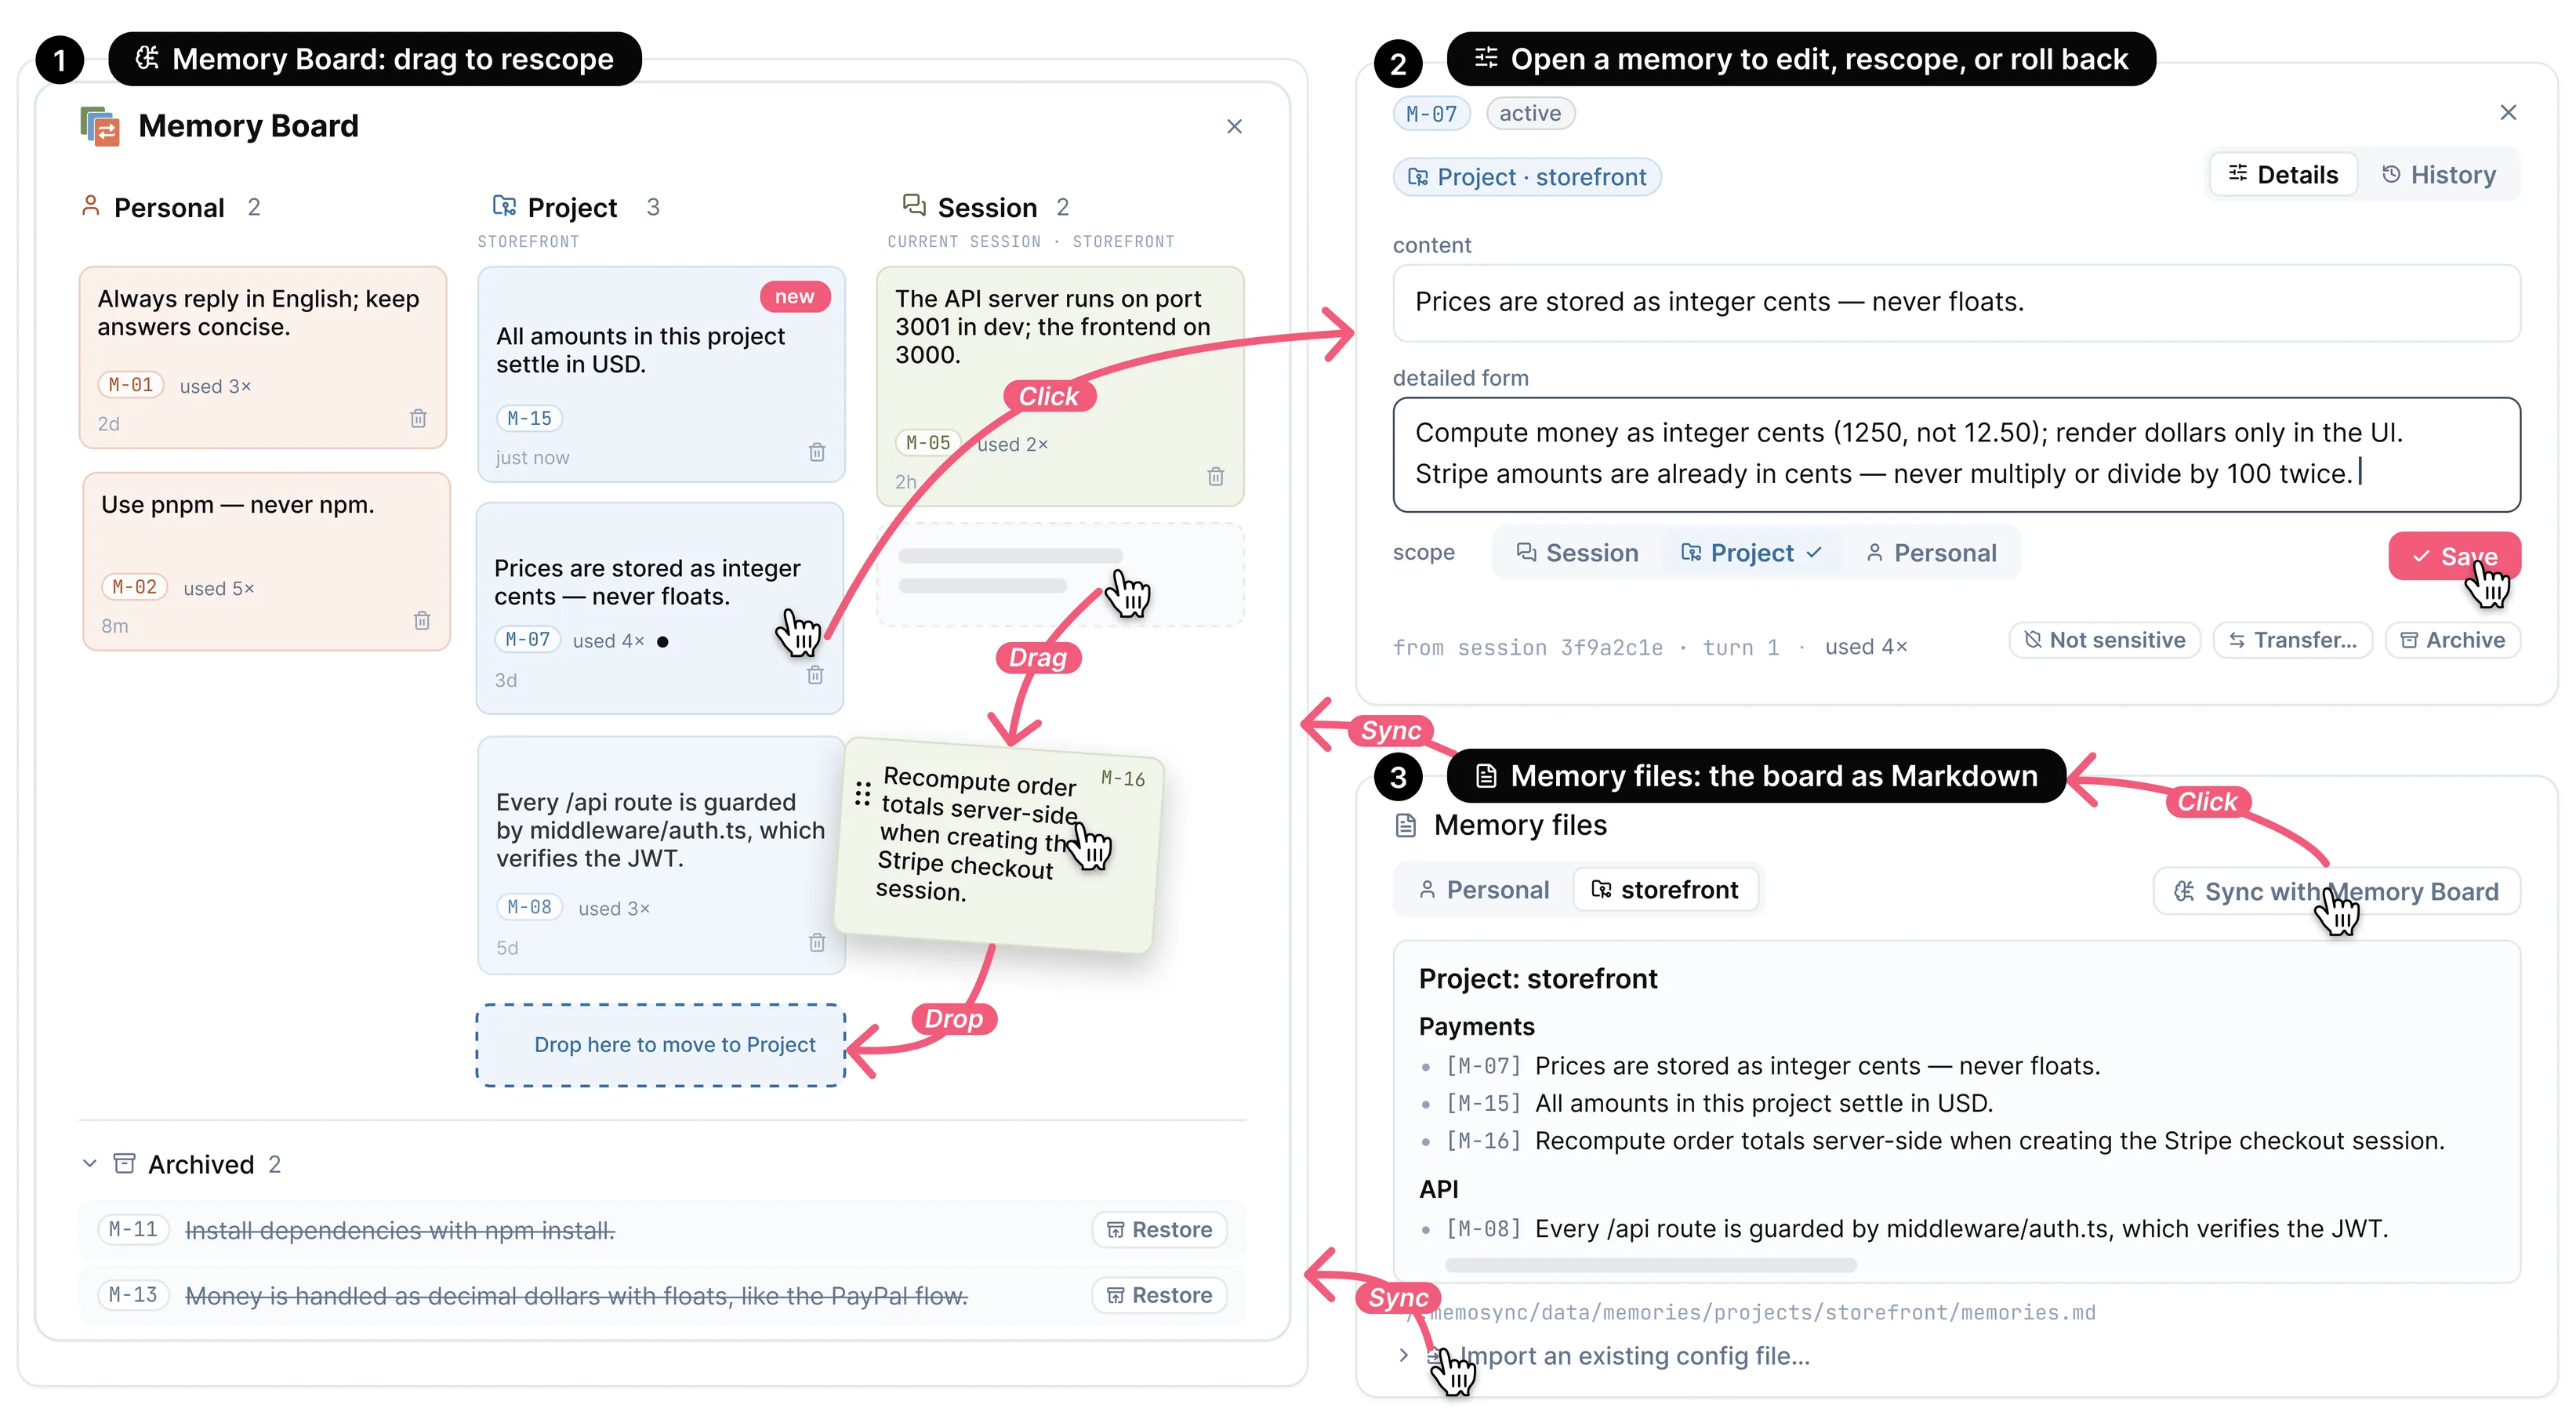 1
Memory Board: drag to rescope
Memory Board
Personal 2
Always reply in English; keep
answers concise.
M-01 used 3×
2d
Use pnpm — never npm.
M-02 used 5×
8m
Project 3
STOREFRONT
new
All amounts in this project
settle in USD.
M-15
just now
Prices are stored as integer
cents — never floats.
M-07 used 4× ●
3d
Every /api route is guarded
by middleware/auth.ts, which
verifies the JWT.
M-08 used 3×
5d
Drop here to move to Project
Session 2
CURRENT SESSION · STOREFRONT
The API server runs on port
3001 in dev; the frontend on
3000.
Click
M-05 used 2×
2h
Drag
M-16
Recompute order
totals server-side
when creating
Stripe checkout
session.
Drop
Archived 2
M-11 Install dependencies with npm install. Restore
M-13 Money is handled as decimal dollars with floats, like the PayPal flow. Restore
2
Open a memory to edit, rescope, or roll back
M-07 active
Project · storefront
Details History
content
Prices are stored as integer cents — never floats.
detailed form
Compute money as integer cents (1250, not 12.50); render dollars only in the UI.
Stripe amounts are already in cents — never multiply or divide by 100 twice.
scope Session Project Personal
Save
from session 3f9a2c1e · turn 1 · used 4×
Not sensitive Transfer... Archive
Sync
3
Memory files: the board as Markdown
Click
Memory files
Personal storefront
Sync with Memory Board
Project: storefront
Payments
• [M-07] Prices are stored as integer cents — never floats.
• [M-15] All amounts in this project settle in USD.
• [M-16] Recompute order totals server-side when creating the Stripe checkout session.
API
• [M-08] Every /api route is guarded by middleware/auth.ts, which verifies the JWT.
Sync
memosync/data/memories/projects/storefront/memories.md
Import an existing config file...